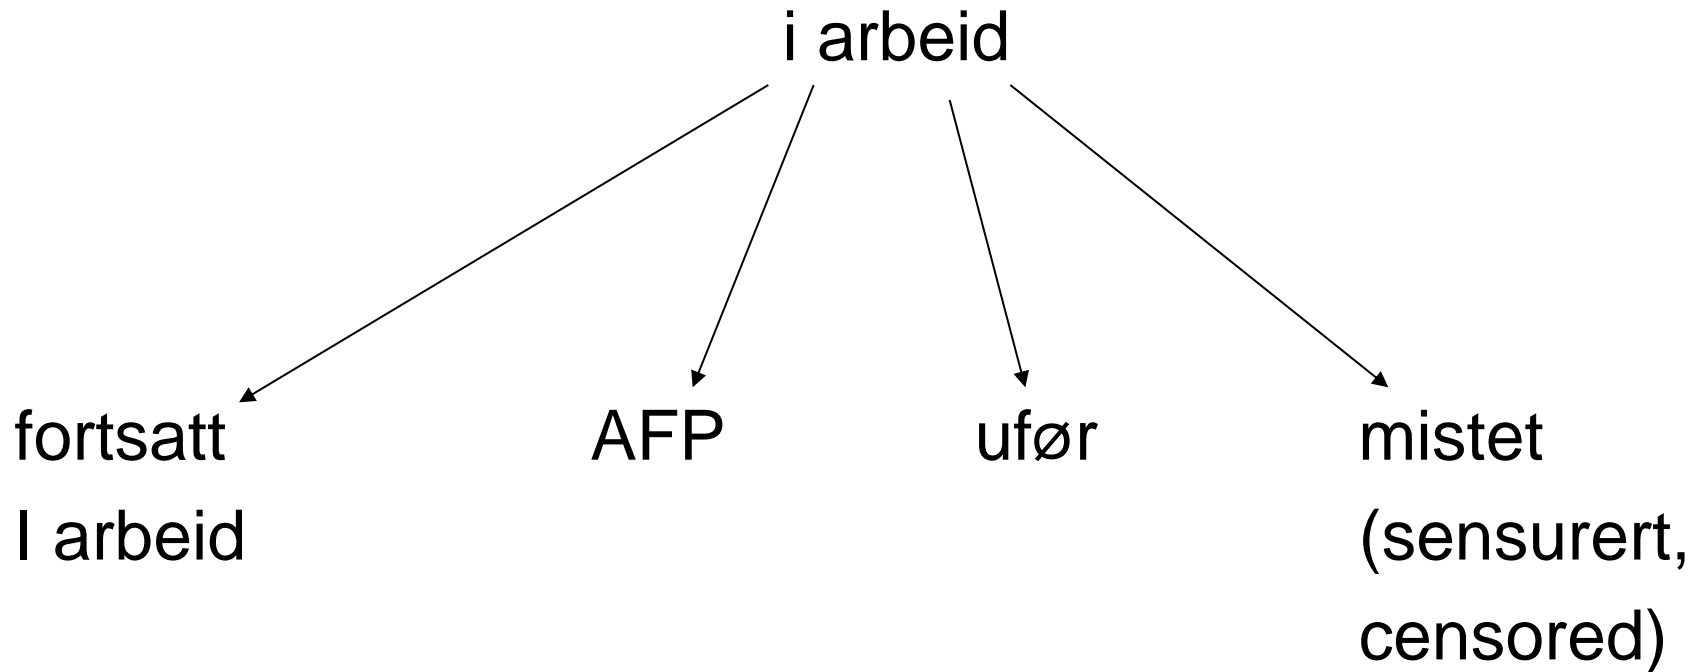 i arbeid
fortsatt
I arbeid
AFP
ufør
mistet
(sensurert,
censored)